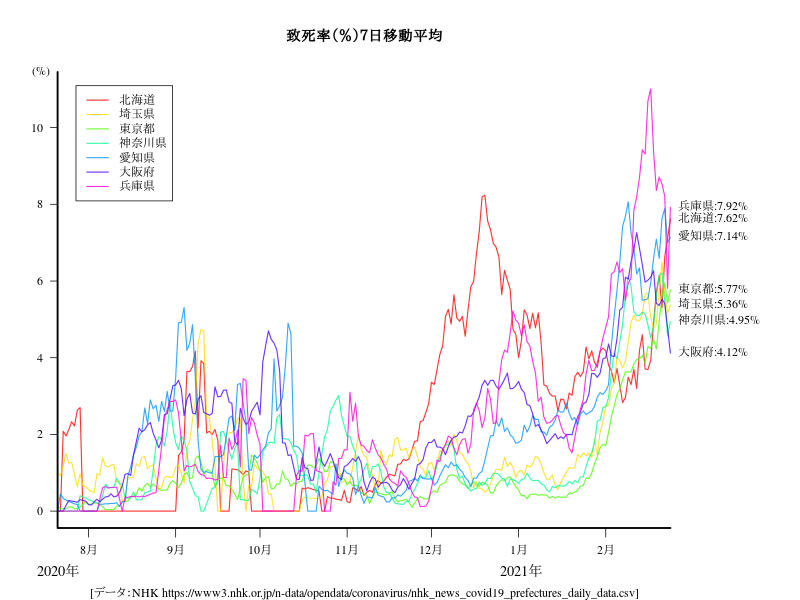 致死率(%)7日移動平均
(%)
10
8
6
4
2
0
北海道
埼玉県
東京都
神奈川県
愛知県
大阪府
兵庫県
兵庫県:7.92%
北海道:7.62%
愛知県:7.14%
東京都:5.77%
埼玉県:5.36%
神奈川県:4.95%
大阪府:4.12%
8月 9月 10月 11月 12月 1月 2月
2020年 2021年
[データ:NHK https://www3.nhk.or.jp/n-data/opendata/coronavirus/nhk_news_covid19_prefectures_daily_data.csv]